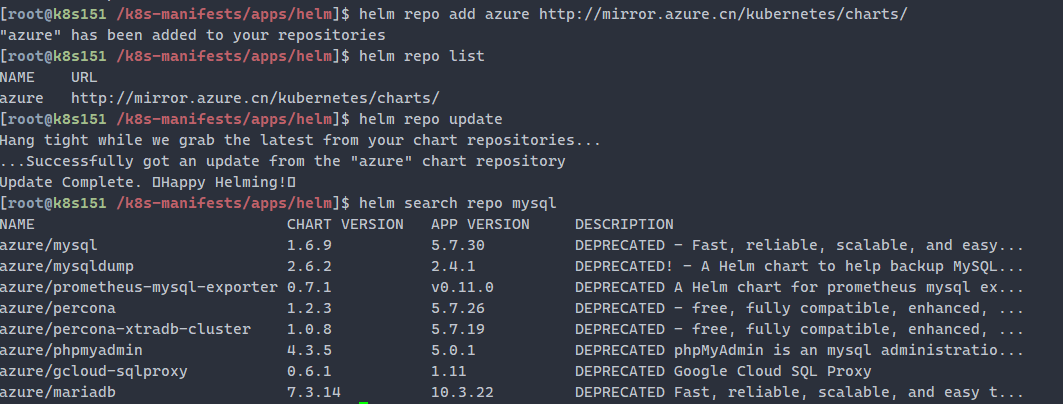 [root@k8s151 /k8s-manifests/apps/helm]$ helm repo add azure http://mirror.azure.cn/kubernetes/charts/
"azure" has been added to your repositories
[root@k8s151 /k8s-manifests/apps/helm]$ helm repo list
NAME    URL
azure   http://mirror.azure.cn/kubernetes/charts/
[root@k8s151 /k8s-manifests/apps/helm]$ helm repo update
Hang tight while we grab the latest from your chart repositories...
...Successfully got an update from the "azure" chart repository
Update Complete. ▯Happy Helming!▯
[root@k8s151 /k8s-manifests/apps/helm]$ helm search repo mysql
NAME                            CHART VERSION   APP VERSION     DESCRIPTION
azure/mysql                     1.6.9           5.7.30          DEPRECATED - Fast, reliable, scalable, and easy...
azure/mysqldump                 2.6.2           2.4.1           DEPRECATED! - A Helm chart to help backup MySQL...
azure/prometheus-mysql-exporter 0.7.1           v0.11.0         DEPRECATED A Helm chart for prometheus mysql ex...
azure/percona                   1.2.3           5.7.26          DEPRECATED - free, fully compatible, enhanced, ...
azure/percona-xtradb-cluster    1.0.8           5.7.19          DEPRECATED - free, fully compatible, enhanced, ...
azure/phpmyadmin                4.3.5           5.0.1           DEPRECATED phpMyAdmin is an mysql administratio...
azure/gcloud-sqlproxy           0.6.1           1.11            DEPRECATED Google Cloud SQL Proxy
azure/mariadb                   7.3.14          10.3.22         DEPRECATED Fast, reliable, scalable, and easy t...